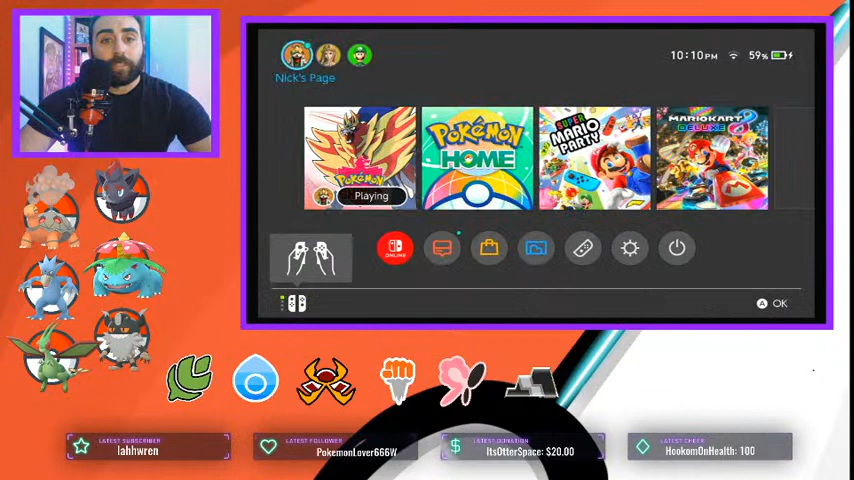 10:10PM 59%
Nick's Page
POKÉMON
Playing
POKÉMON
HOME
SUPER
MARIO
PARTY
MARIOKART 8
DELUXE
ONLINE
A OK
LATEST SUBSCRIBER
lahhwren
LATEST FOLLOWER
PokemonLover666W
LATEST DONATION
ItsOtterSpace: $20.00
LATEST CHEER
HookomOnHealth: 100